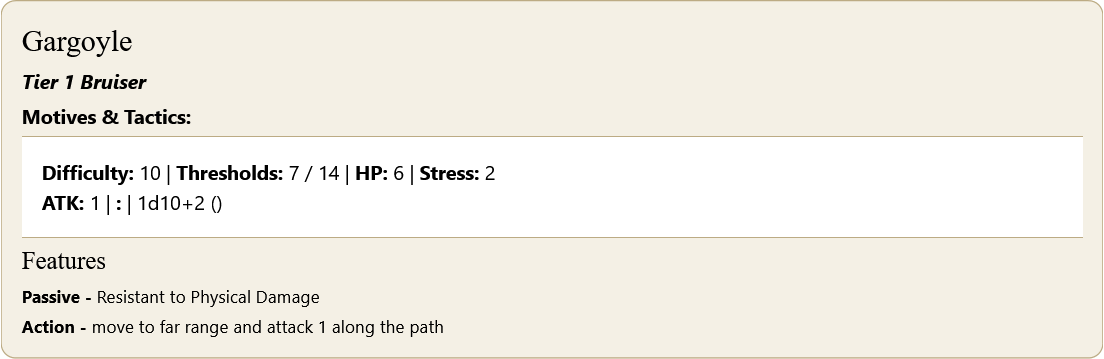 Gargoyle
Tier 1 Bruiser
Motives & Tactics:
Difficulty: 10 | Thresholds: 7 / 14 | HP: 6 | Stress: 2
ATK: 1 | : | 1d10+2 ()
Features
Passive - Resistant to Physical Damage
Action - move to far range and attack 1 along the path